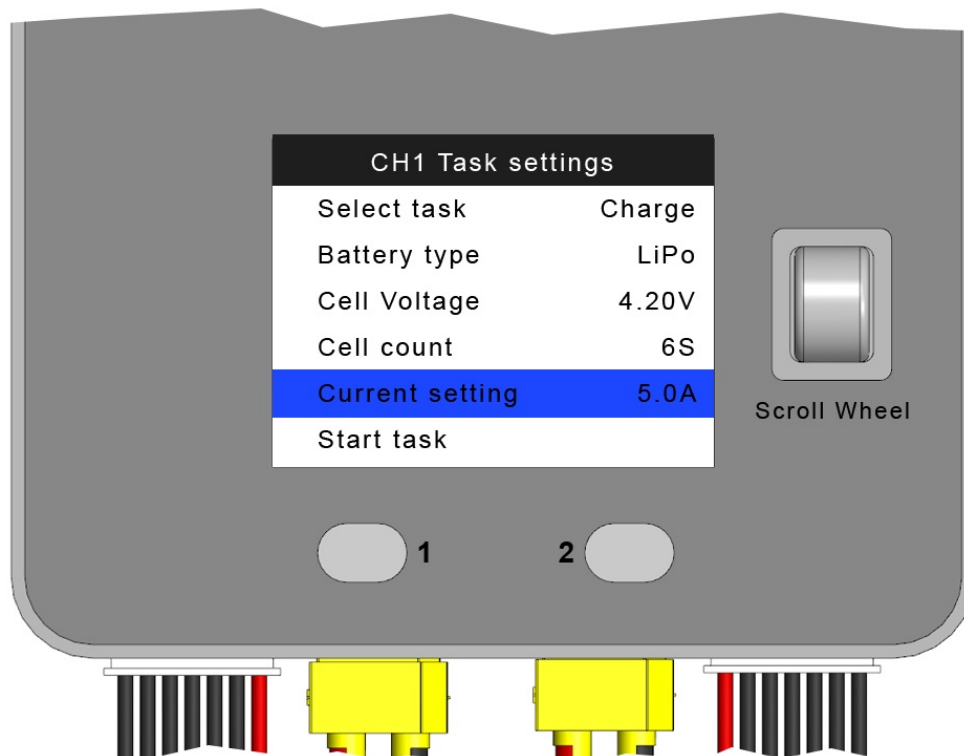 CH1 Task settings
Select task Charge
Battery type LiPo
Cell Voltage 4.20V
Cell count 6S
Current setting 5.0A
Start task
Scroll Wheel
1 2